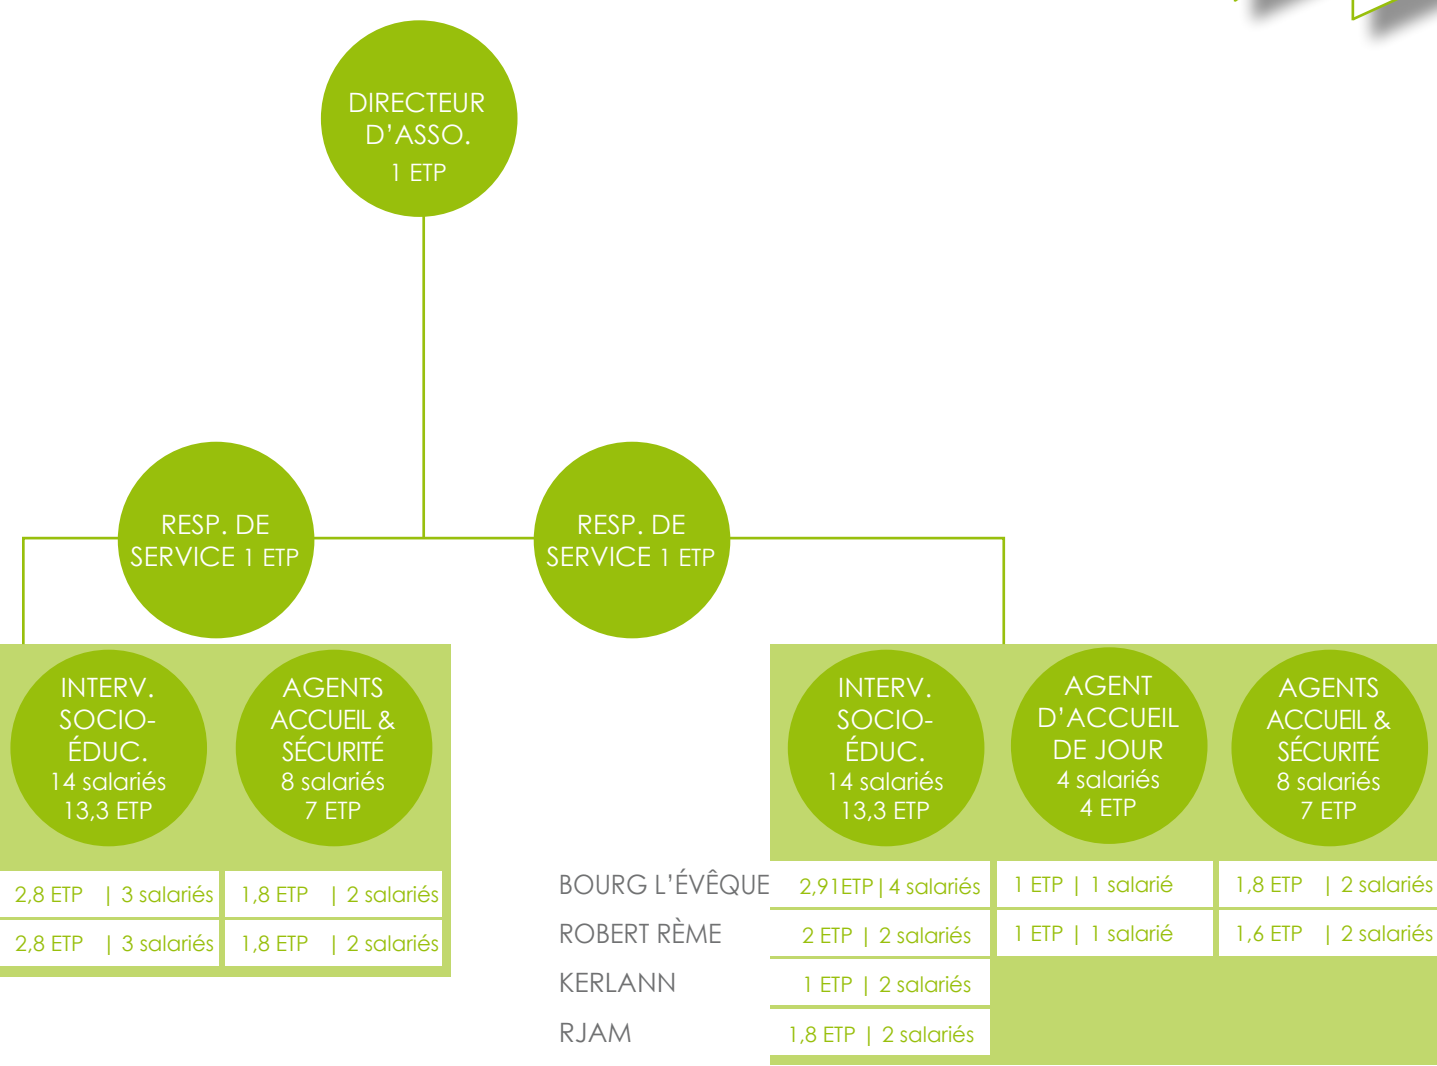 DIRECTEUR
D'ASSO.
1 ETP
RESP. DE
SERVICE 1 ETP
RESP. DE
SERVICE 1 ETP
INTERV.
SOCIO-
ÉDUC.
14 salariés
13,3 ETP
AGENTS
ACCUEIL &
SÉCURITÉ
8 salariés
7 ETP
2,8 ETP | 3 salariés
1,8 ETP | 2 salariés
2,8 ETP | 3 salariés
1,8 ETP | 2 salariés
INTERV.
SOCIO-
ÉDUC.
14 salariés
13,3 ETP
AGENT
D'ACCUEIL
DE JOUR
4 salariés
4 ETP
AGENTS
ACCUEIL &
SÉCURITÉ
8 salariés
7 ETP
BOURG L'ÉVÊQUE
2,91ETP|4 salariés
1 ETP | 1 salarié
1,8 ETP | 2 salariés
ROBERT RÈME
2 ETP | 2 salariés
1 ETP | 1 salarié
1,6 ETP | 2 salariés
KERLANN
1 ETP | 2 salariés
RJAM
1,8 ETP | 2 salariés